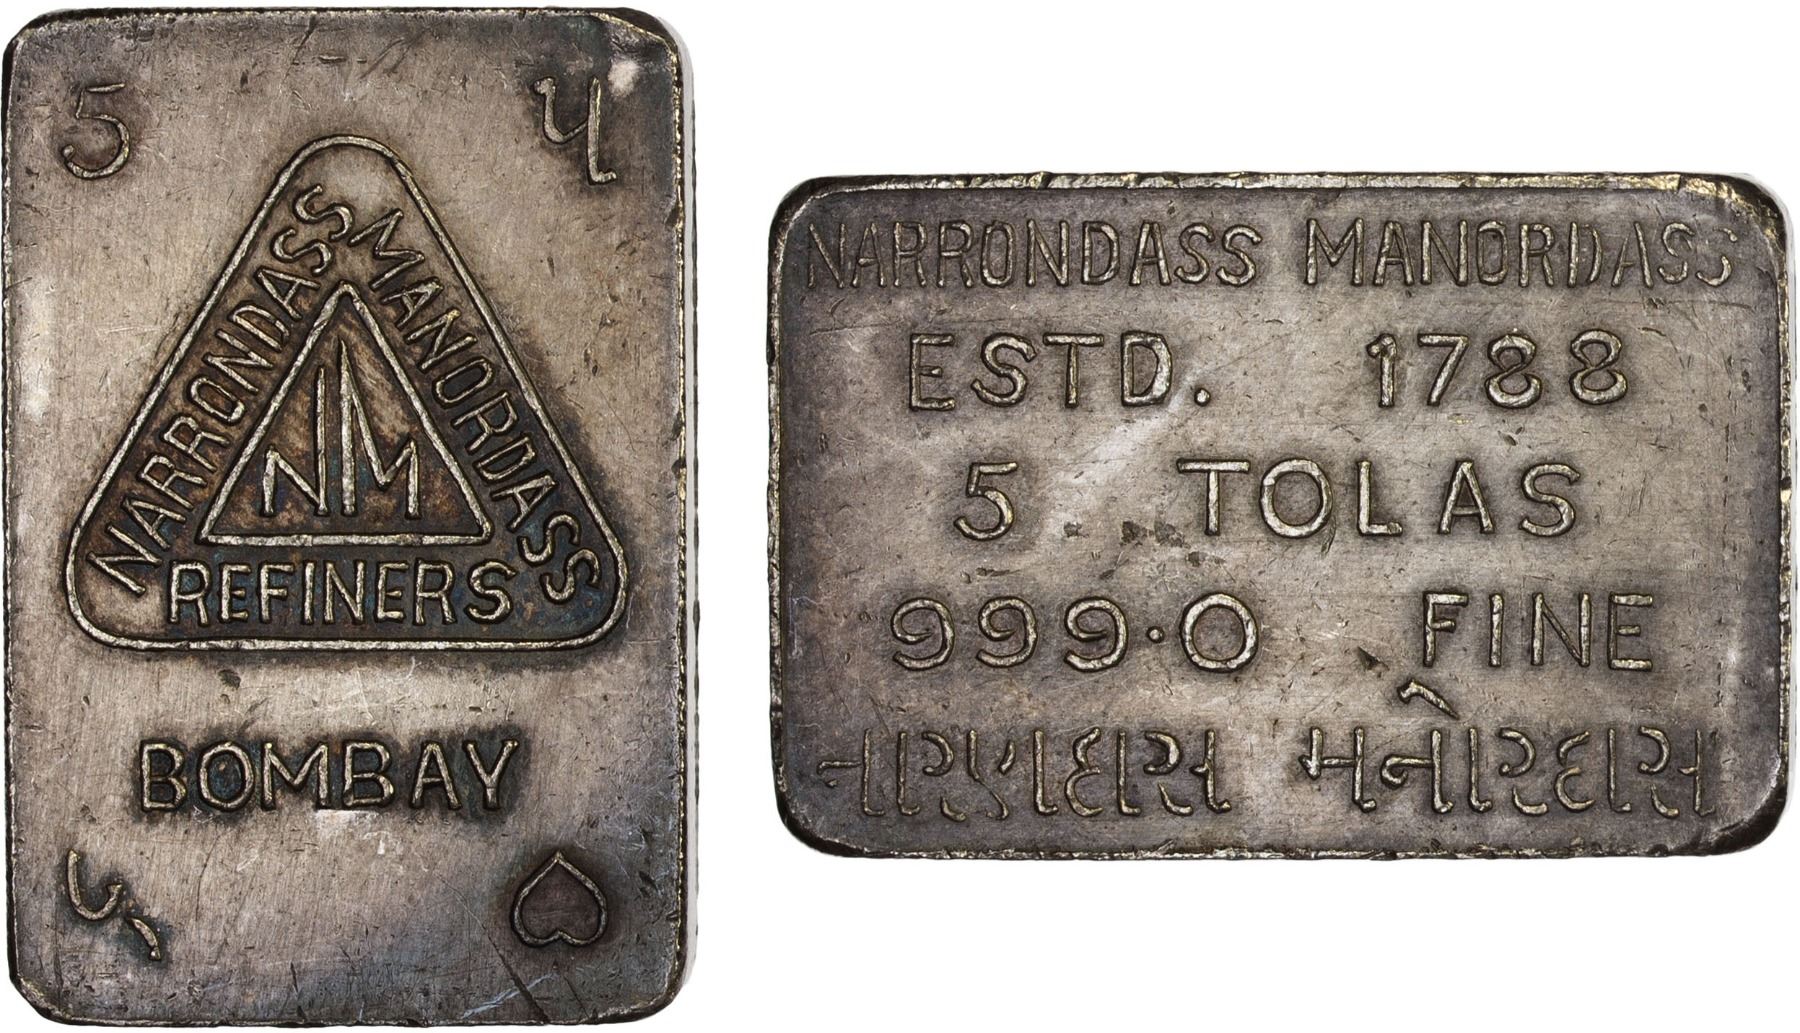 5 ૫
NARRONDASS MANORDASS
NM
REFINERS
BOMBAY
५
NARRONDASS MANORDASS
ESTD. 1788
5 TOLAS
999.0 FINE
નારણદાસ મનોરદાસ